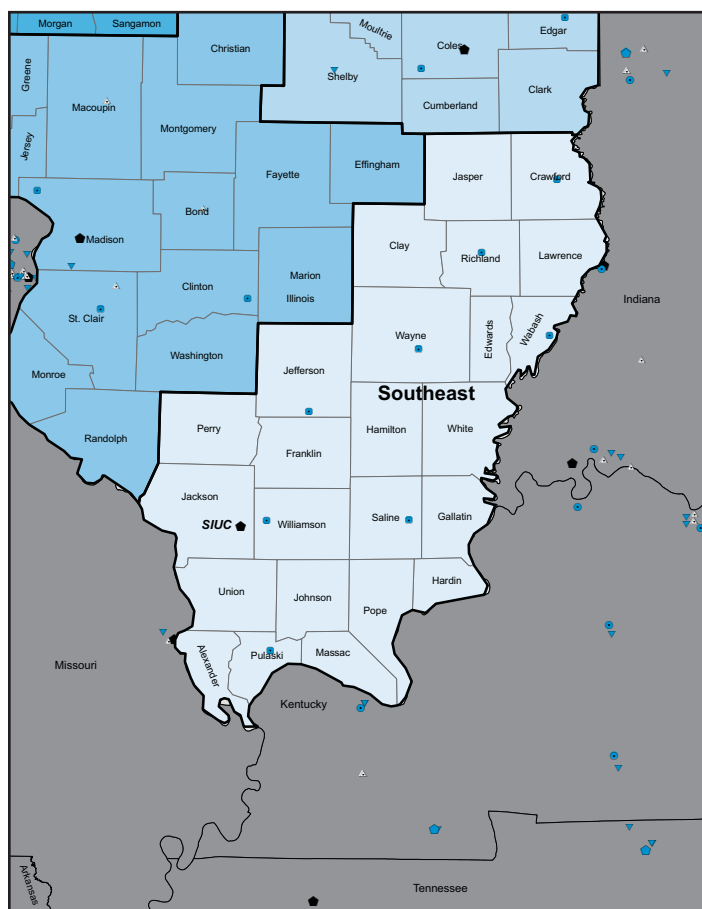 Morgan
Sangamon
Christian
Moultrie
Coles
Edgar
Greene
Shelby
Macoupin
Clark
Cumberland
Montgomery
Jersey
Effingham
Fayette
Jasper
Crawford
Bond
Madison
Clay
Richland
Lawrence
Marion
Clinton
Illinois
Indiana
St. Clair
Wayne
Edwards
Wabash
Washington
Jefferson
Monroe
Southeast
Perry
Hamilton
White
Randolph
Franklin
Jackson
SIUC
Williamson
Saline
Gallatin
Union
Johnson
Pope
Hardin
Missouri
Alexander
Pulaski
Massac
Kentucky
Arkansas
Tennessee